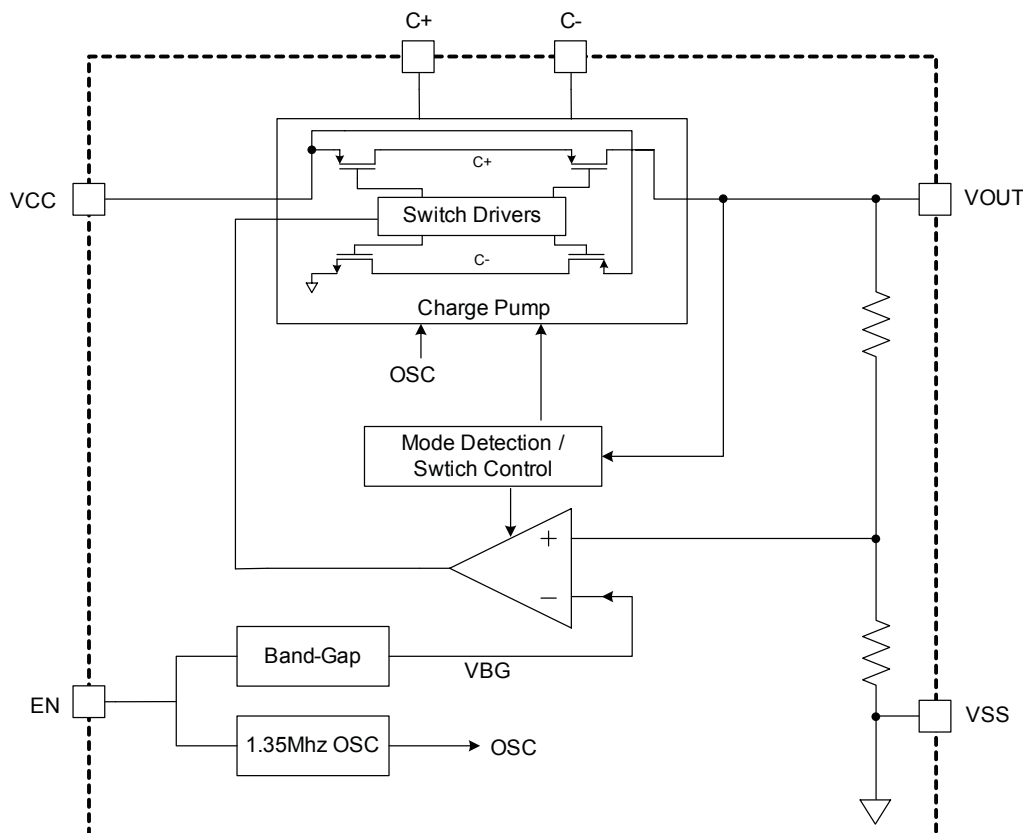 C+
C-
C+
VCC
VOUT
Switch Drivers
C-
Charge Pump
OSC
Mode Detection /
Swtich Control
+
−
Band-Gap
VBG
EN
VSS
1.35Mhz OSC
OSC